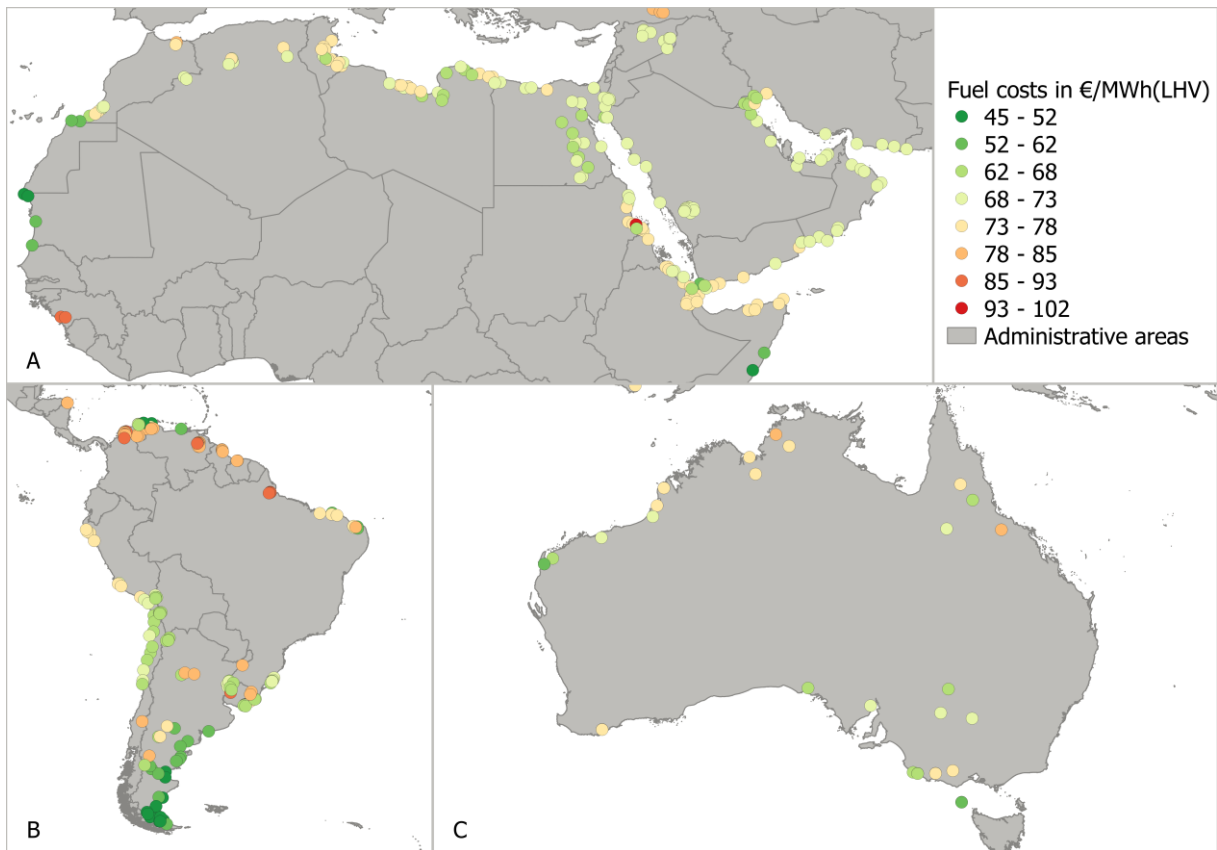 Fuel costs in €/MWh(LHV)
45 - 52
52 - 62
62 - 68
68 - 73
73 - 78
78 - 85
85 - 93
93 - 102
Administrative areas
A
B
C